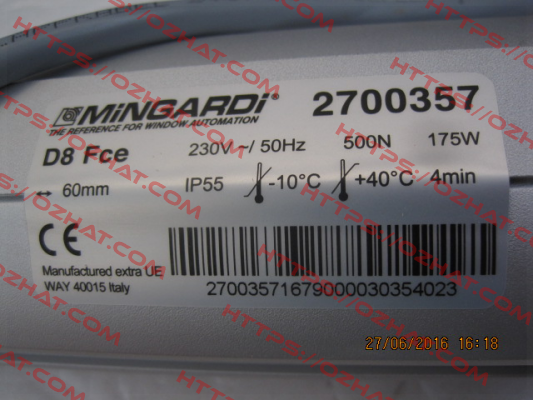 MiNGARDi® 2700357
THE REFERENCE FOR WINDOW AUTOMATION
D8 Fce 230V ~/ 50Hz 500N 175W
↔ 60mm IP55 -10°C +40°C 4min
CE
Manufactured extra UE
WAY 40015 Italy
27003571679000030354023
27/06/2016 16:18
HTTPS://OZHAT.COM